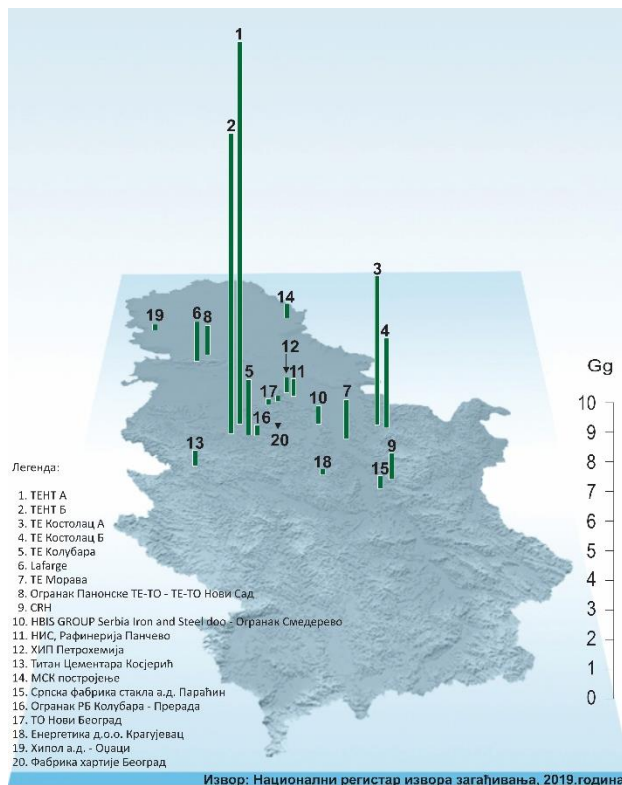 1
2
3
4
14
19
6
8
12
11
5
17
10
7
16
20
13
18
15
9
Gg
10
9
8
7
6
5
4
3
2
1
0
Легенда:
1. ТЕНТ А
2. ТЕНТ Б
3. ТЕ Костолац А
4. ТЕ Костолац Б
5. ТЕ Колубара
6. Lafarge
7. ТЕ Морава
8. Огранак Панонске ТЕ-ТО - ТЕ-ТО Нови Сад
9. CRH
10. HBIS GROUP Serbia Iron and Steel doo - Огранак Смедерево
11. НИС, Рафинерија Панчево
12. ХИП Петрохемија
13. Титан Цементара Косјерић
14. МСК постројење
15. Српска фабрика стакла а.д. Параћин
16. Огранак РБ Колубара - Прерада
17. ТО Нови Београд
18. Енергетика д.о.о. Крагујевац
19. Хипол а.д. - Оџаци
20. Фабрика хартије Београд
Извор: Национални регистар извора загађивања, 2019.година